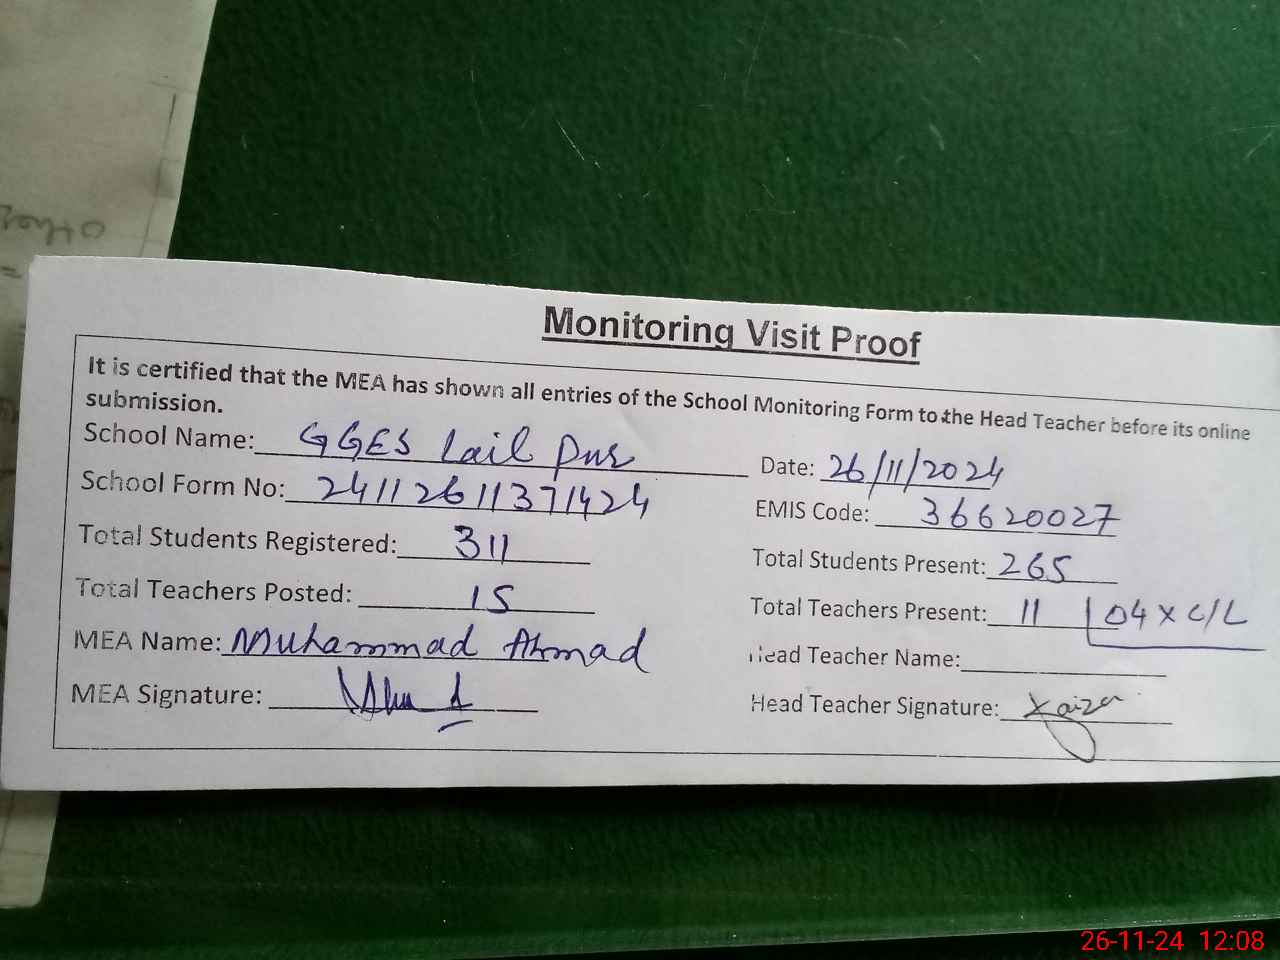 Monitoring Visit Proof
It is certified that the MEA has shown all entries of the School Monitoring Form to the Head Teacher before its online
submission.
School Name: GGES Lail Pur
Date: 26/11/2024
School Form No: 24112611371424
EMIS Code: 36620027
Total Students Registered: 311
Total Students Present: 265
Total Teachers Posted: 15
Total Teachers Present: 11 04 x C/L
MEA Name: Muhammad Ahmad
Head Teacher Name:
MEA Signature:
Head Teacher Signature: Kaizar
26-11-24 12:08